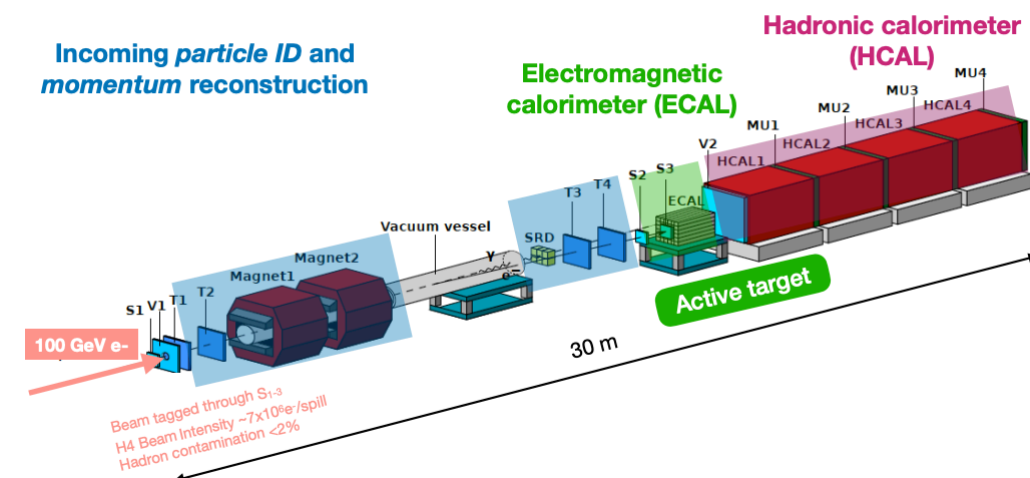 Hadronic calorimeter
(HCAL)
Incoming particle ID and
momentum reconstruction
Electromagnetic
calorimeter (ECAL)
MU4
MU3
HCAL4
MU2
HCAL3
MU1
HCAL2
V2
HCAL1
S3
S2
T4
T3
ECAL
Vacuum vessel
SRD
γ
e-
Magnet2
Magnet1
T2
T1
V1
S1
Active target
100 GeV e-
30 m
Beam tagged through S1-3
H4 Beam Intensity ~7x10⁶e-/spill
Hadron contamination <2%